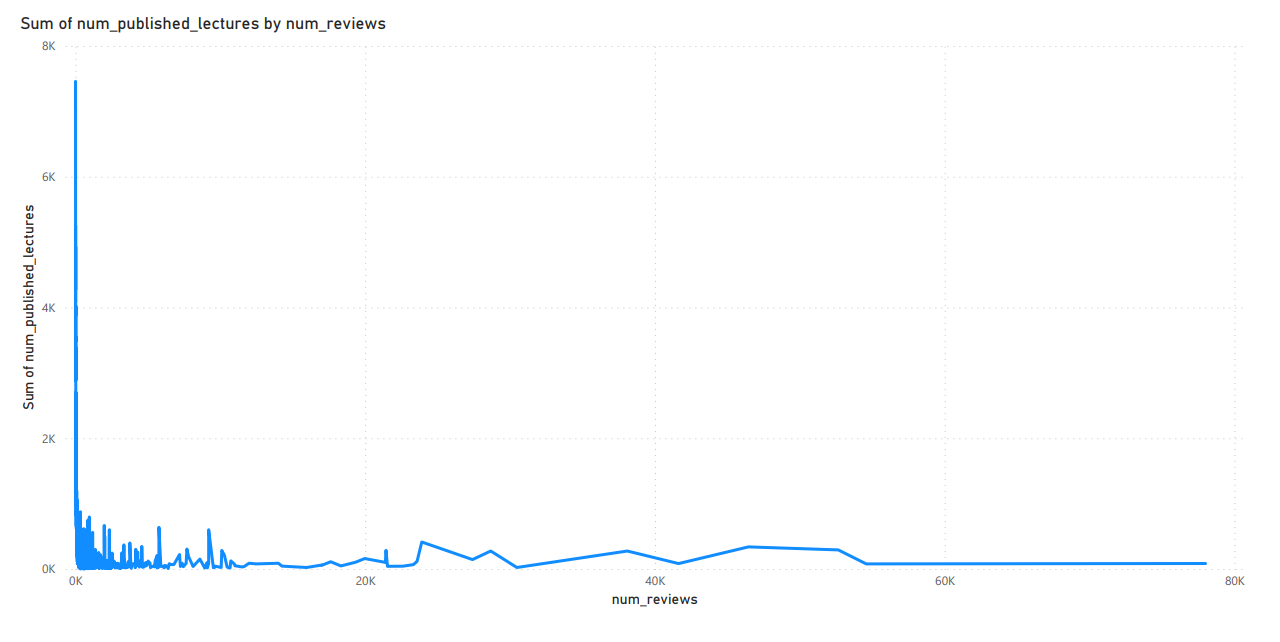 Sum of num_published_lectures by num_reviews
8K
6K
4K
2K
0K
Sum of num_published_lectures
0K 20K 40K 60K 80K
num_reviews